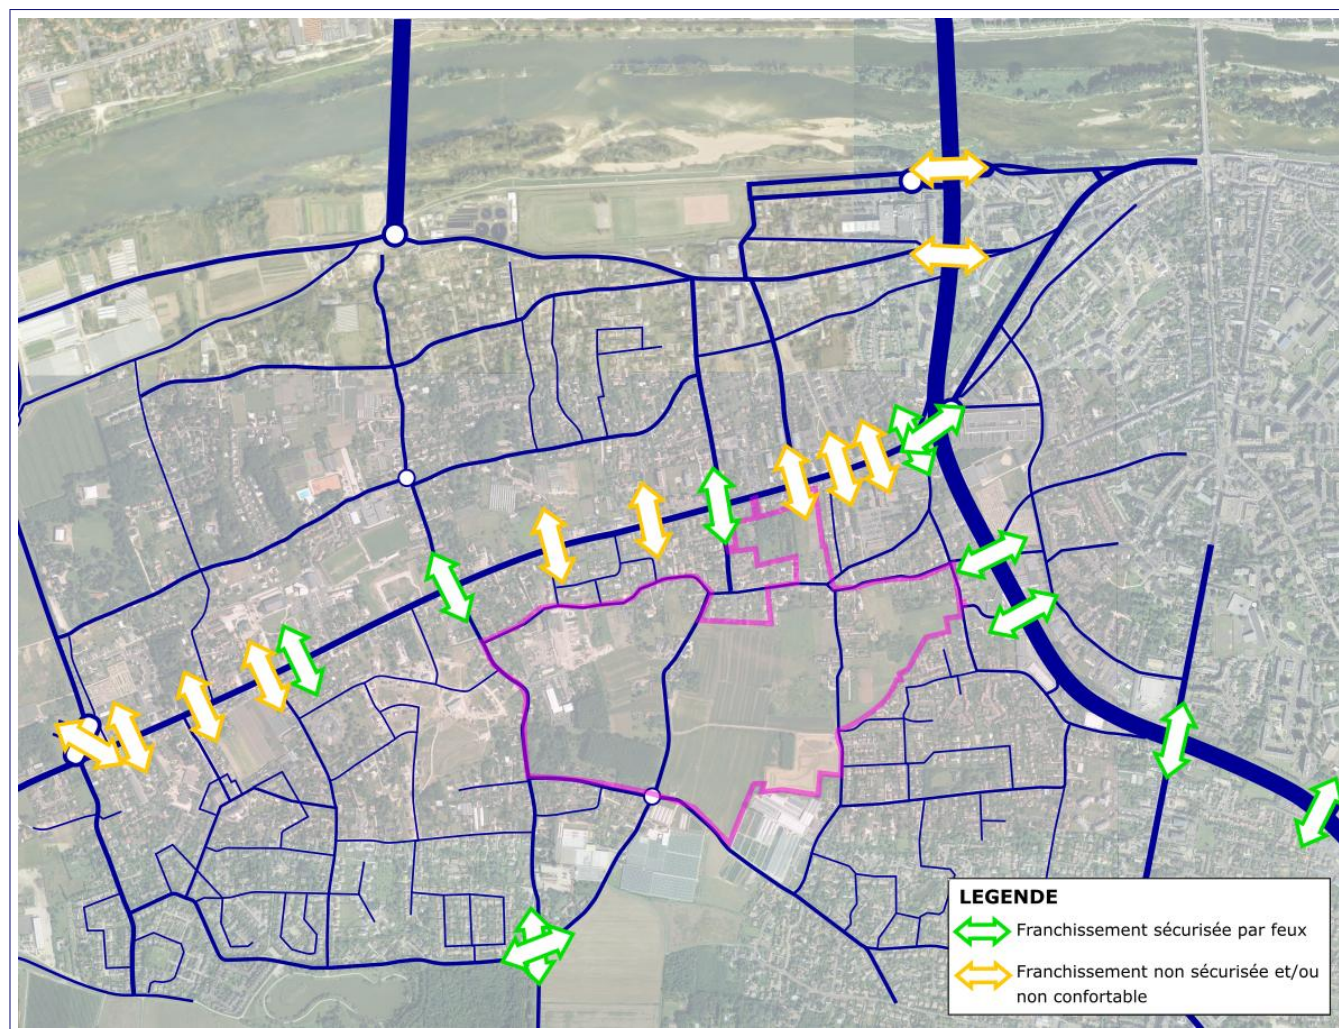 LEGENDE
Franchissement sécurisée par feux
Franchissement non sécurisée et/ou
non confortable